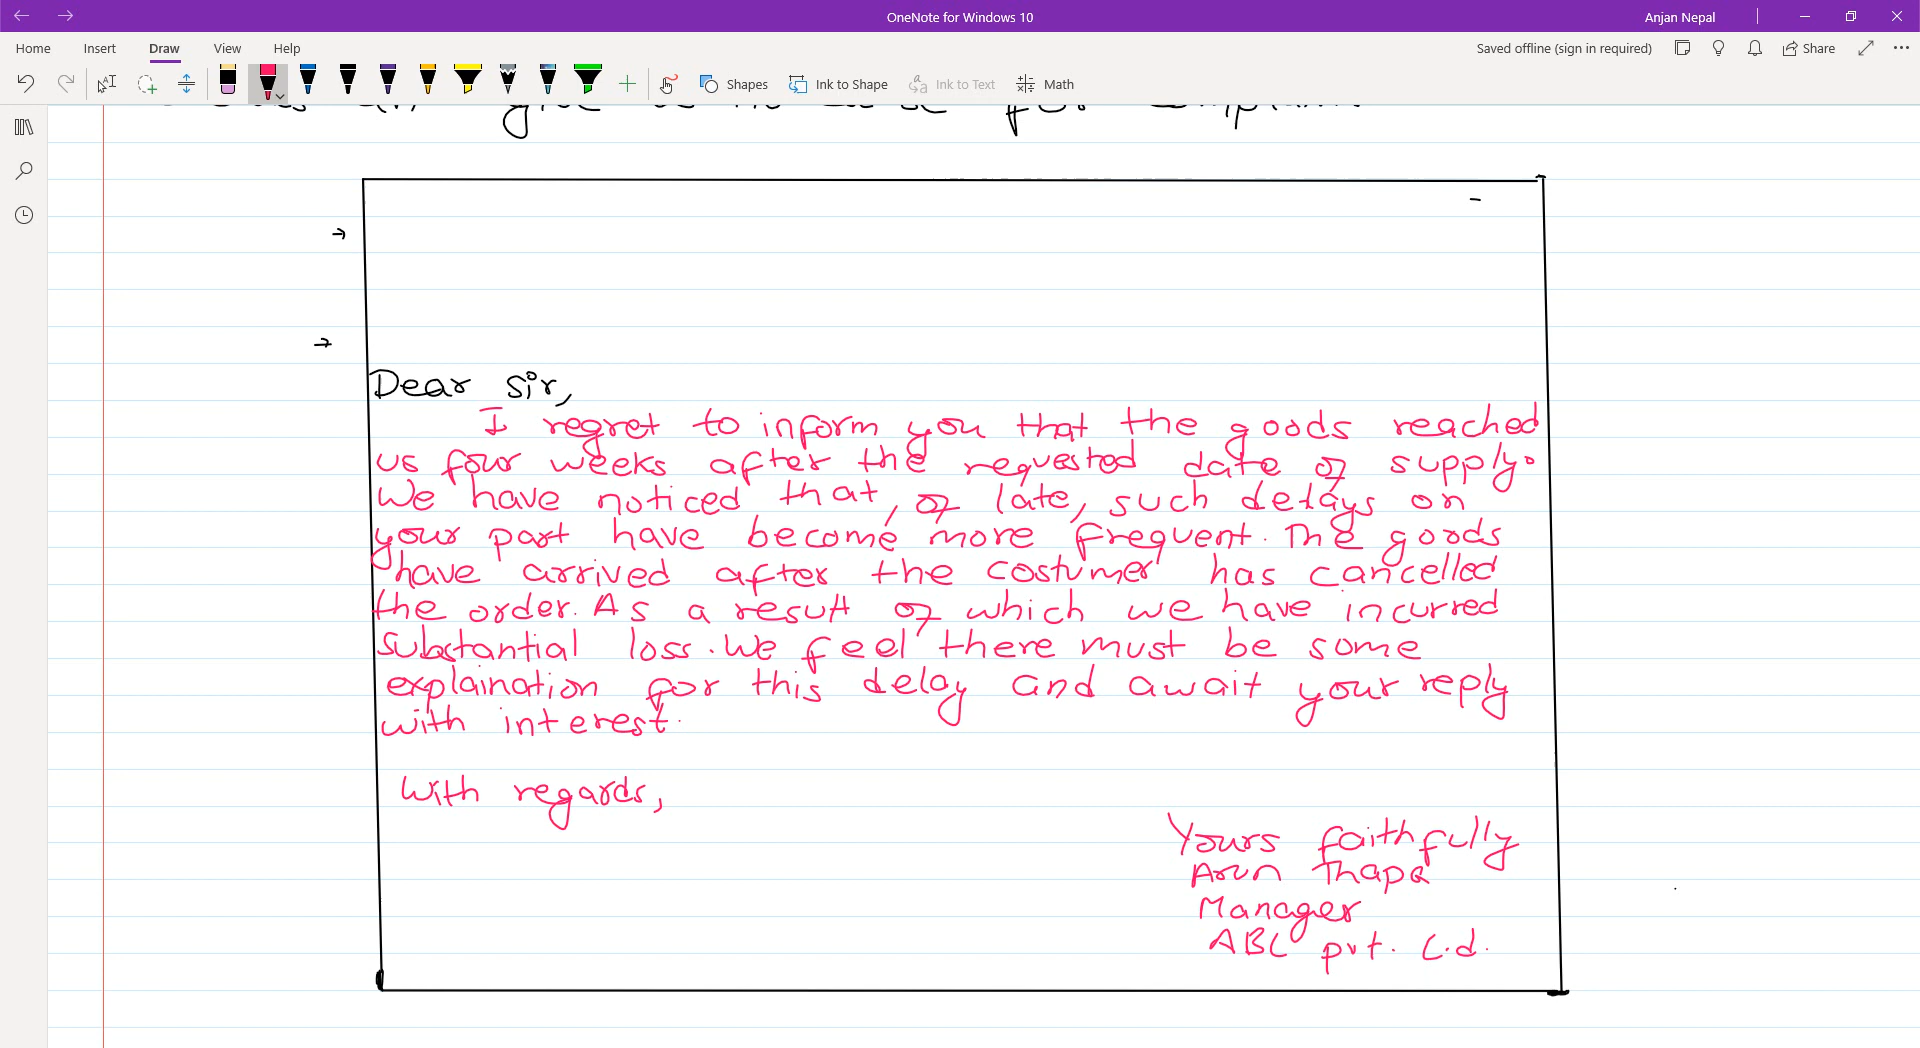 OneNote for Windows 10
Anjan Nepal
Home Insert Draw View Help
Saved offline (sign in required) Share
Shapes Ink to Shape Ink to Text Math
Dear Sir,
I regret to inform you that the goods reached
us four weeks after the requested date of supply.
We have noticed that, of late, such delays on
your part have become more frequent. The goods
have arrived after the costumer has cancelled
the order. As a result of which we have incurred
substantial loss. We feel there must be some
explaination for this delay and await your reply
with interest.
With regards,
Yours faithfully
Arun Thapa
Manager
ABC pvt. L.d.